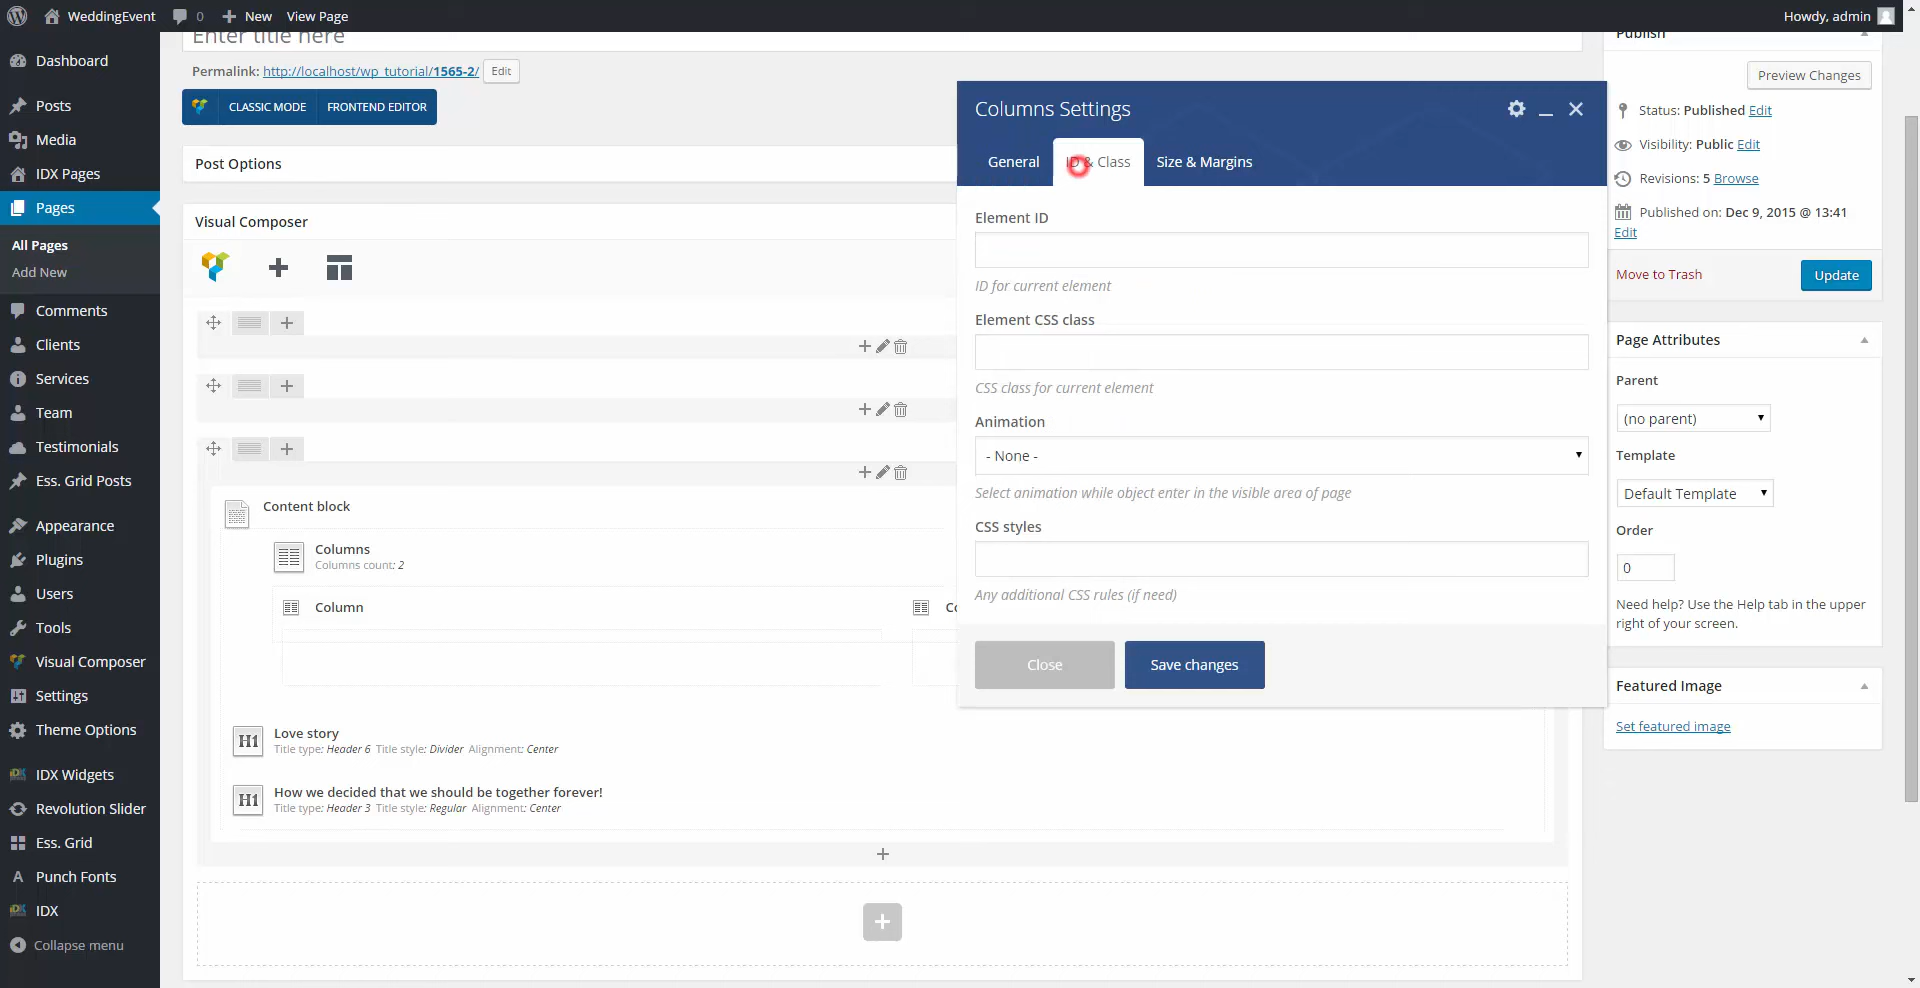 WeddingEvent
0
New
View Page
Howdy, admin
Dashboard
Posts
Media
IDX Pages
Pages
All Pages
Add New
Comments
Clients
Services
Team
Testimonials
Ess. Grid Posts
Appearance
Plugins
Users
Tools
Visual Composer
Settings
Theme Options
IDX Widgets
Revolution Slider
Ess. Grid
Punch Fonts
IDX
Collapse menu
Enter title here
Permalink: http://localhost/wp_tutorial/1565-2/ Edit
CLASSIC MODE FRONTEND EDITOR
Post Options
Visual Composer
Content block
Columns
Columns count: 2
Column
Co
H1 Love story
Title type: Header 6 Title style: Divider Alignment: Center
H1 How we decided that we should be together forever!
Title type: Header 3 Title style: Regular Alignment: Center
Columns Settings
General ID & Class Size & Margins
Element ID
ID for current element
Element CSS class
CSS class for current element
Animation
- None -
Select animation while object enter in the visible area of page
CSS styles
Any additional CSS rules (if need)
Close Save changes
Publish
Preview Changes
Status: Published Edit
Visibility: Public Edit
Revisions: 5 Browse
Published on: Dec 9, 2015 @ 13:41
Edit
Move to Trash Update
Page Attributes
Parent
(no parent)
Template
Default Template
Order
0
Need help? Use the Help tab in the upper
right of your screen.
Featured Image
Set featured image